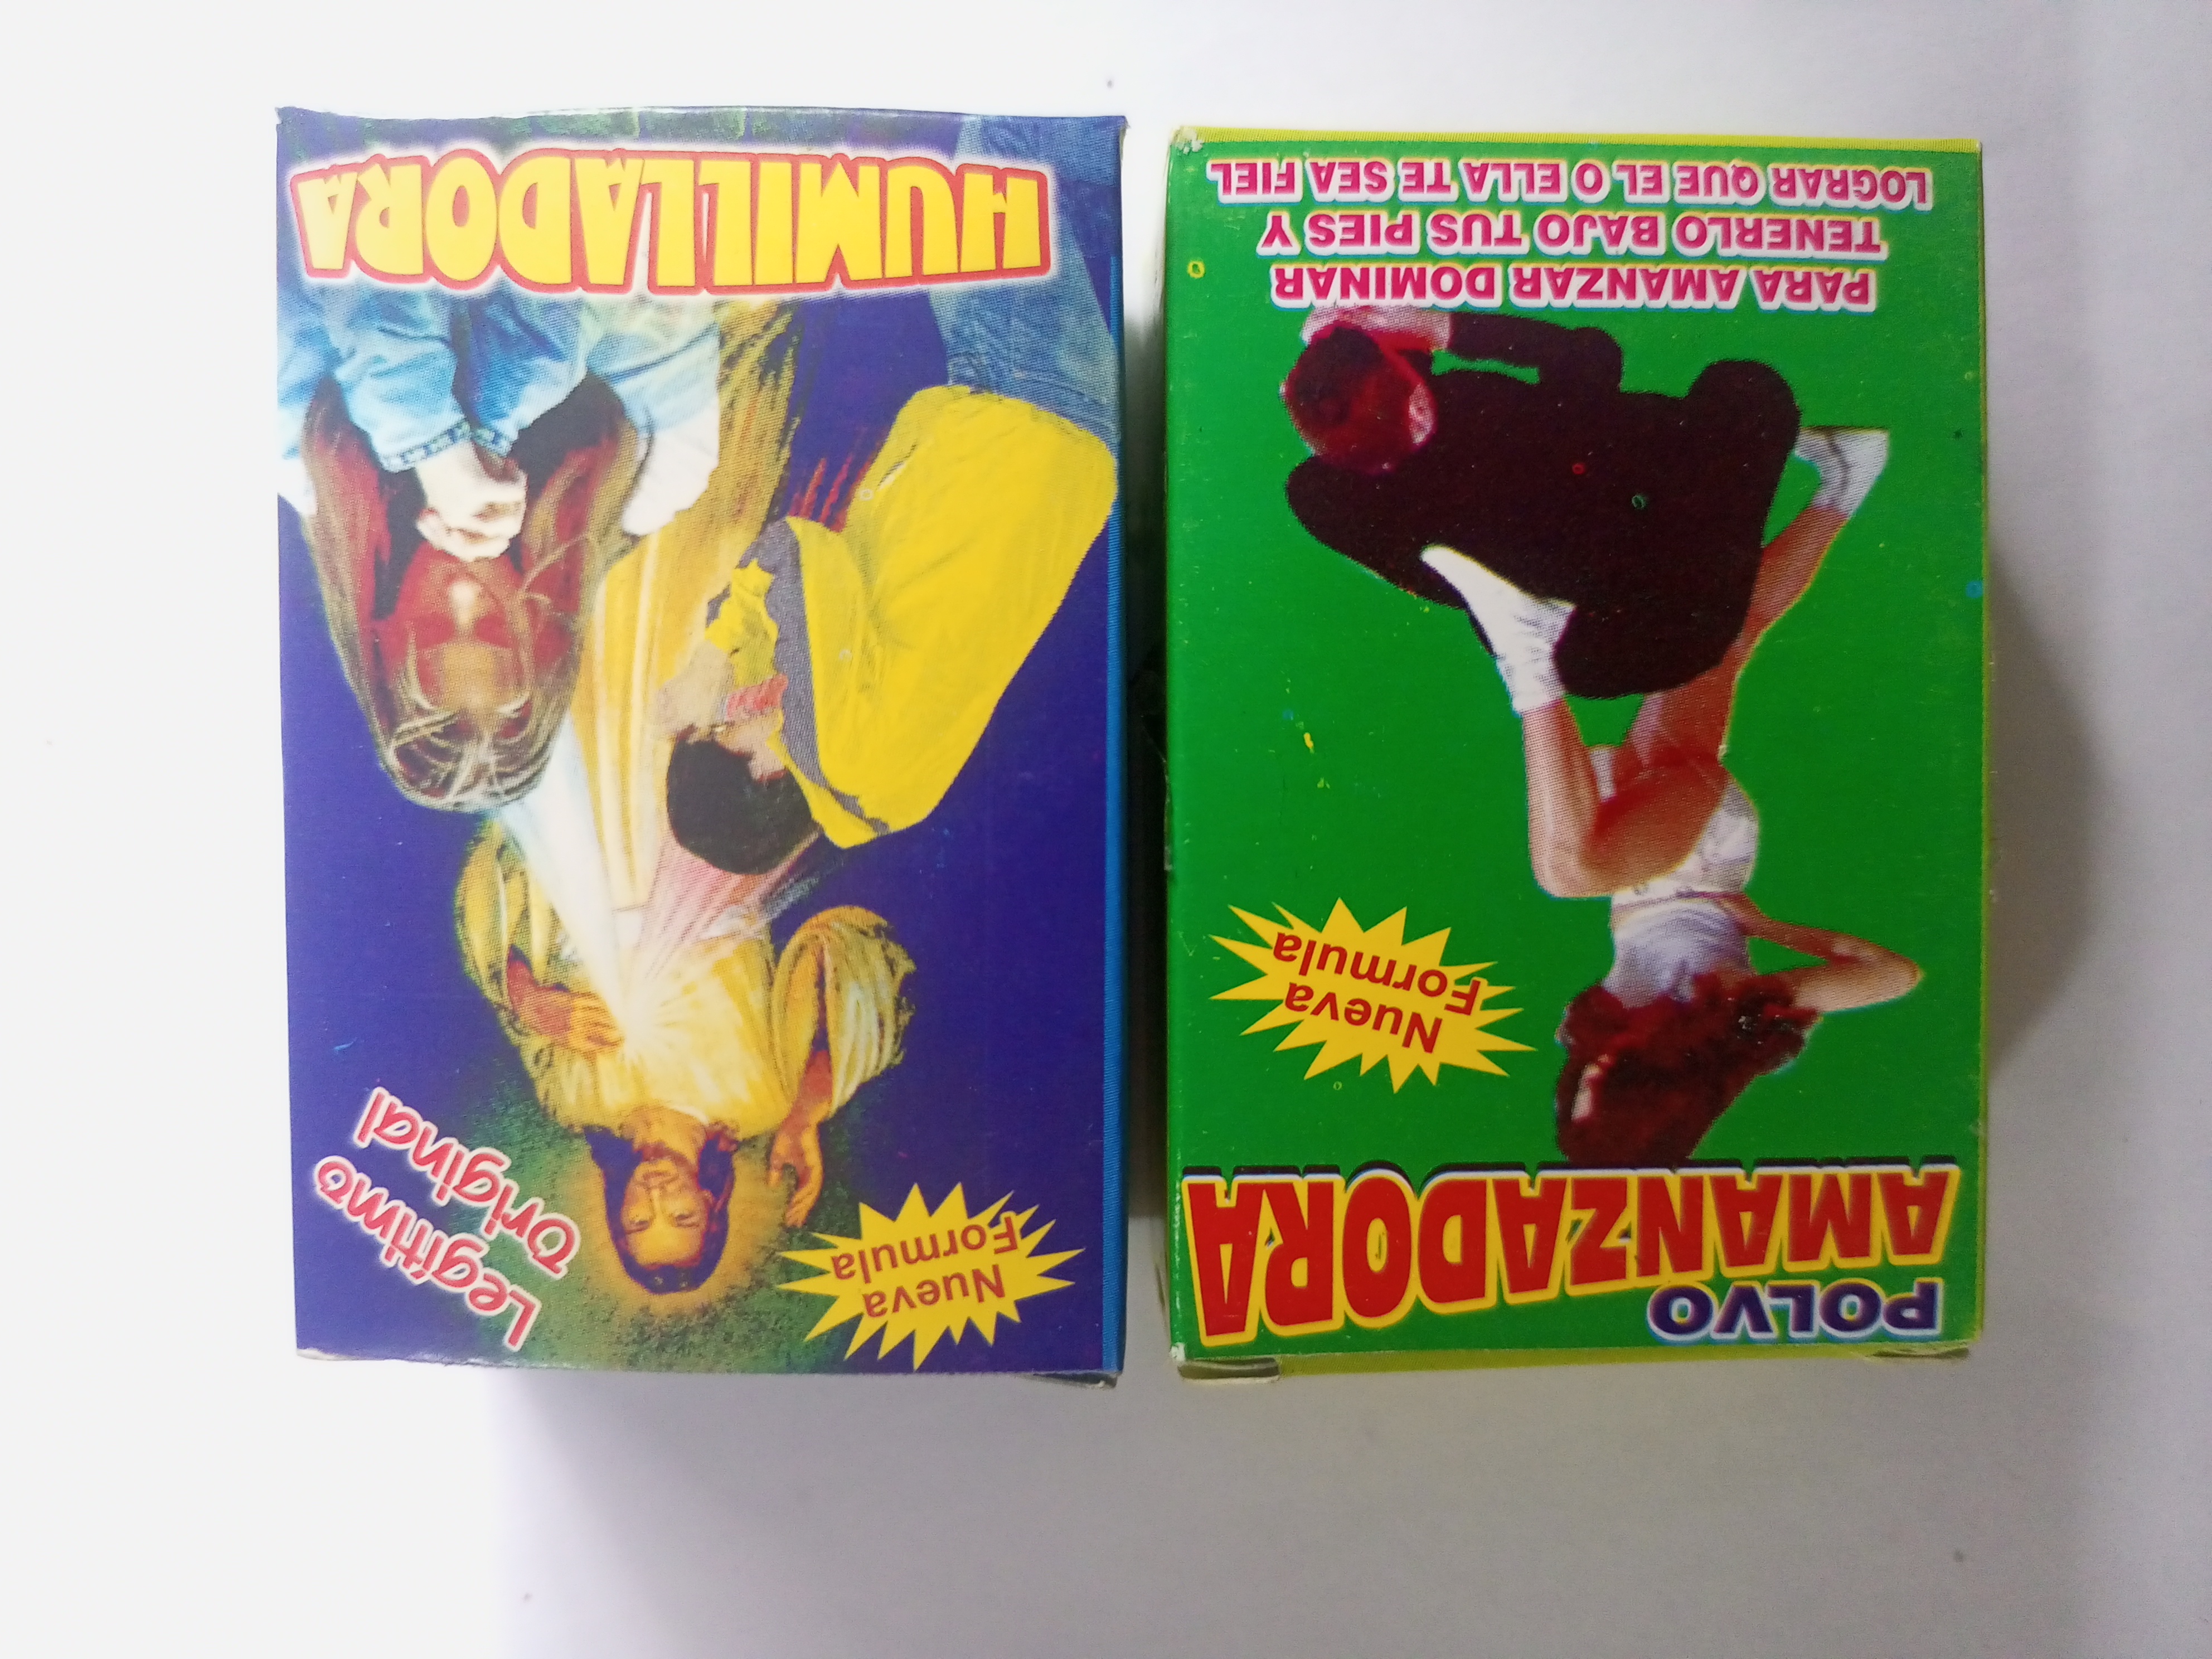 Legítimo
Original
Nueva
Formula
HUMILLADORA
POLVO
AMANZADORA
Nueva
Formula
PARA AMANZAR DOMINAR
TENERLO BAJO TUS PIES Y
LOGRAR QUE EL O ELLA TE SEA FIEL